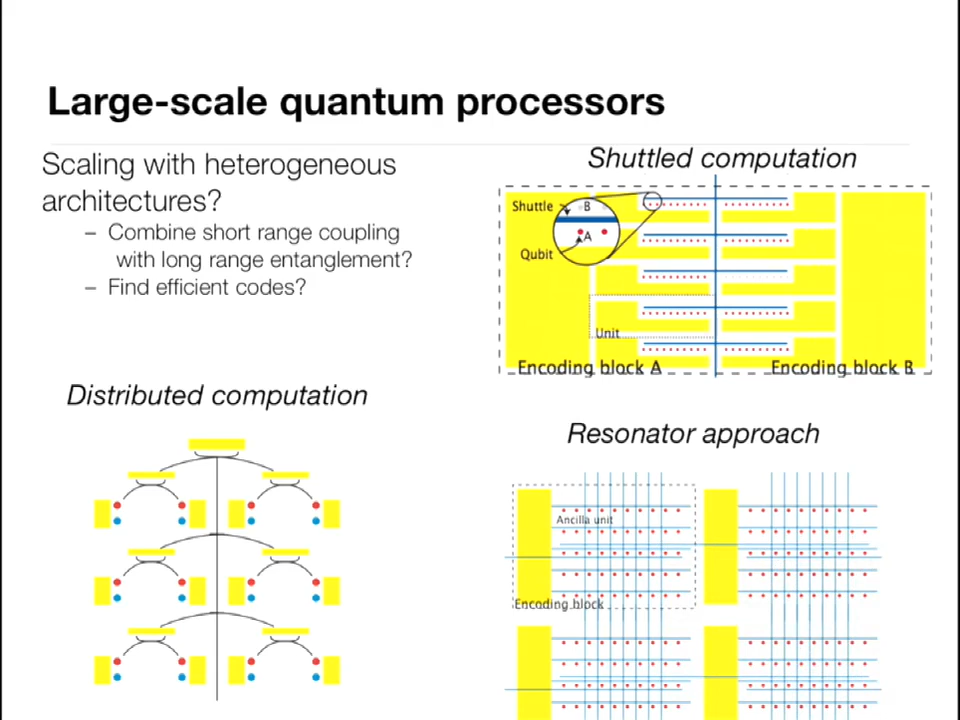 Large-scale quantum processors
Scaling with heterogeneous
architectures?
– Combine short range coupling
with long range entanglement?
– Find efficient codes?
Shuttled computation
Shuttle
B
A
Qubit
Unit
Encoding block A
Encoding block B
Distributed computation
Resonator approach
Ancilla unit
Encoding block